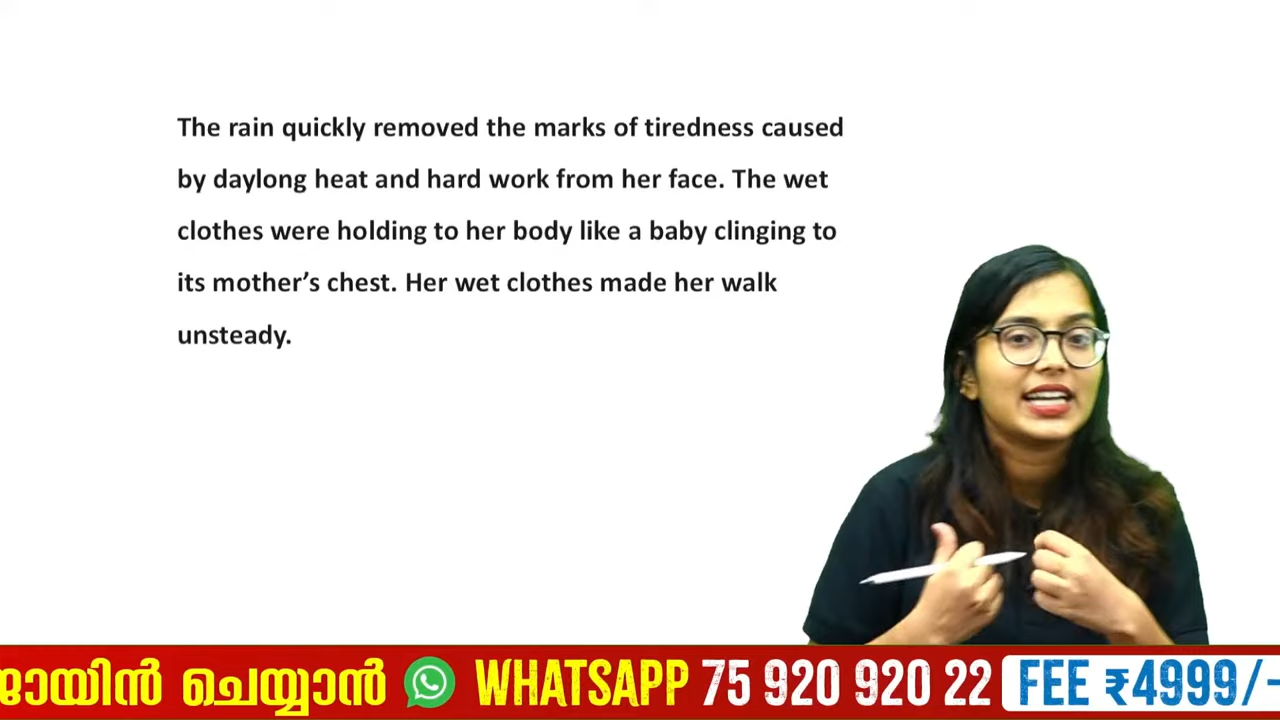 The rain quickly removed the marks of tiredness caused
by daylong heat and hard work from her face. The wet
clothes were holding to her body like a baby clinging to
its mother’s chest. Her wet clothes made her walk
unsteady.
ജോയിൻ ചെയ്യാൻ WHATSAPP 75 920 920 22 FEE ₹4999/-